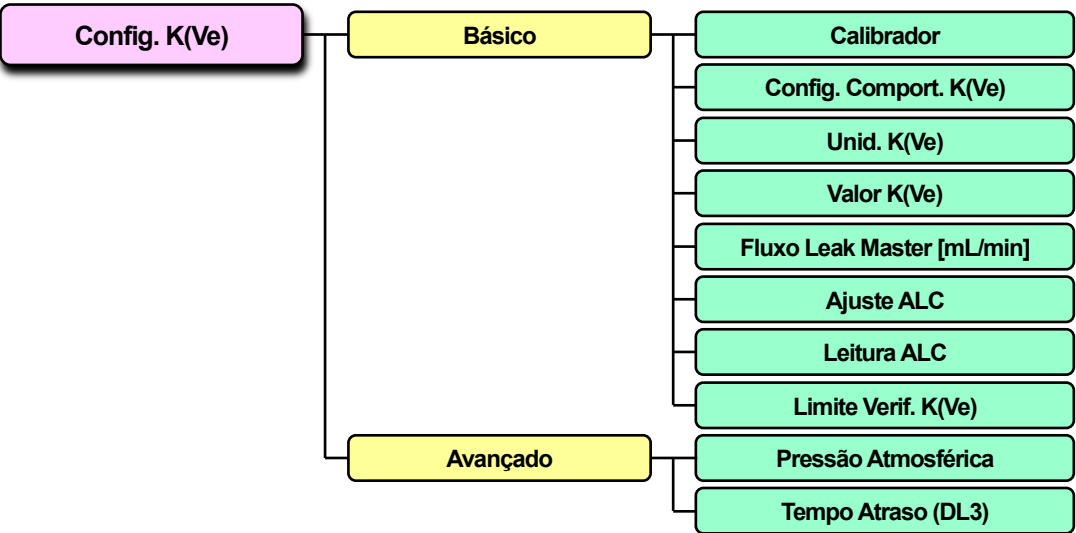 Config. K(Ve)
Básico
Calibrador
Config. Comport. K(Ve)
Unid. K(Ve)
Valor K(Ve)
Fluxo Leak Master [mL/min]
Ajuste ALC
Leitura ALC
Limite Verif. K(Ve)
Avançado
Pressão Atmosférica
Tempo Atraso (DL3)